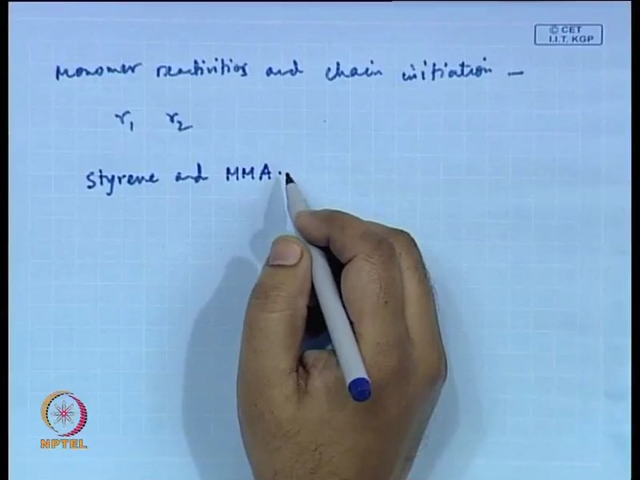 © CET
I.I.T. KGP
Monomer reactivities and chain initiation –
r₁ r₂
Styrene and MMA.
NPTEL